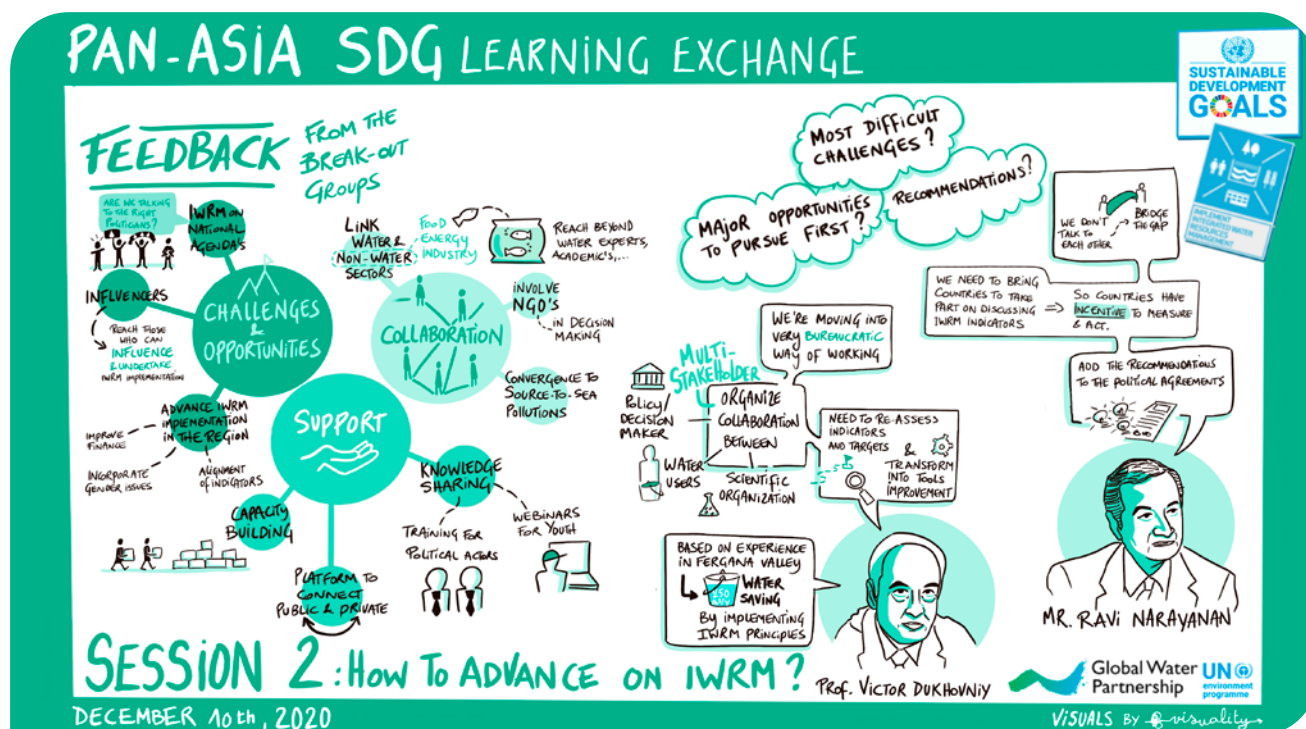 PAN-ASIA SDG LEARNING EXCHANGE
SUSTAINABLE
DEVELOPMENT
GOALS
IMPLEMENT
INTEGRATED WATER
RESOURCES
MANAGEMENT
FEEDBACK
FROM THE
BREAK-OUT
GROUPS
ARE WE TALKING
TO THE RIGHT
POLITICIANS?
IWRM ON
NATIONAL
AGENDA'S
INFLUENCERS
REACH THOSE
WHO CAN
INFLUENCE
& UNDERTAKE
IWRM IMPLEMENTATION
CHALLENGES
&
OPPORTUNITIES
ADVANCE IWRM
IMPLEMENTATION
IN THE REGION
IMPROVE
FINANCE
INCORPORATE
GENDER ISSUES
ALIGNMENT
OF INDICATORS
LINK
WATER &
NON-WATER
SECTORS
FOOD
ENERGY
INDUSTRY
REACH BEYOND
WATER EXPERTS,
ACADEMIC'S,...
COLLABORATION
INVOLVE
NGO'S
IN DECISION
MAKING
CONVERGENCE TO
SOURCE-TO-SEA
POLLUTIONS
SUPPORT
CAPACITY
BUILDING
KNOWLEDGE
SHARING
TRAINING FOR
POLITICAL ACTORS
WEBINARS
FOR YOUTH
PLATFORM TO
CONNECT
PUBLIC & PRIVATE
MOST DIFFICULT
CHALLENGES?
RECOMMENDATIONS?
MAJOR OPPORTUNITIES
TO PURSUE FIRST?
WE'RE MOVING INTO
VERY BUREAUCRATIC
WAY OF WORKING
MULTI-
STAKEHOLDER
ORGANIZE
COLLABORATION
BETWEEN
POLICY/
DECISION
MAKER
WATER
USERS
SCIENTIFIC
ORGANIZATION
NEED TO RE-ASSESS
INDICATORS
AND TARGETS
&
TRANSFORM
INTO TOOLS
IMPROVEMENT
BASED ON EXPERIENCE
IN FERGANA VALLEY
WATER
SAVING
BY IMPLEMENTING
IWRM PRINCIPLES
PROF. VICTOR DUKHOVNIY
WE DON'T
TALK TO
EACH OTHER
BRIDGE
THE GAP
WE NEED TO BRING
COUNTRIES TO TAKE
PART ON DISCUSSING
IWRM INDICATORS
SO COUNTRIES HAVE
INCENTIVE TO MEASURE
& ACT.
ADD THE RECOMMENDATIONS
TO THE POLITICAL AGREEMENTS
MR. RAVI NARAYANAN
SESSION 2: HOW TO ADVANCE ON IWRM?
Global Water
Partnership
UN
environment
programme
DECEMBER 10th, 2020
VISUALS BY visuality